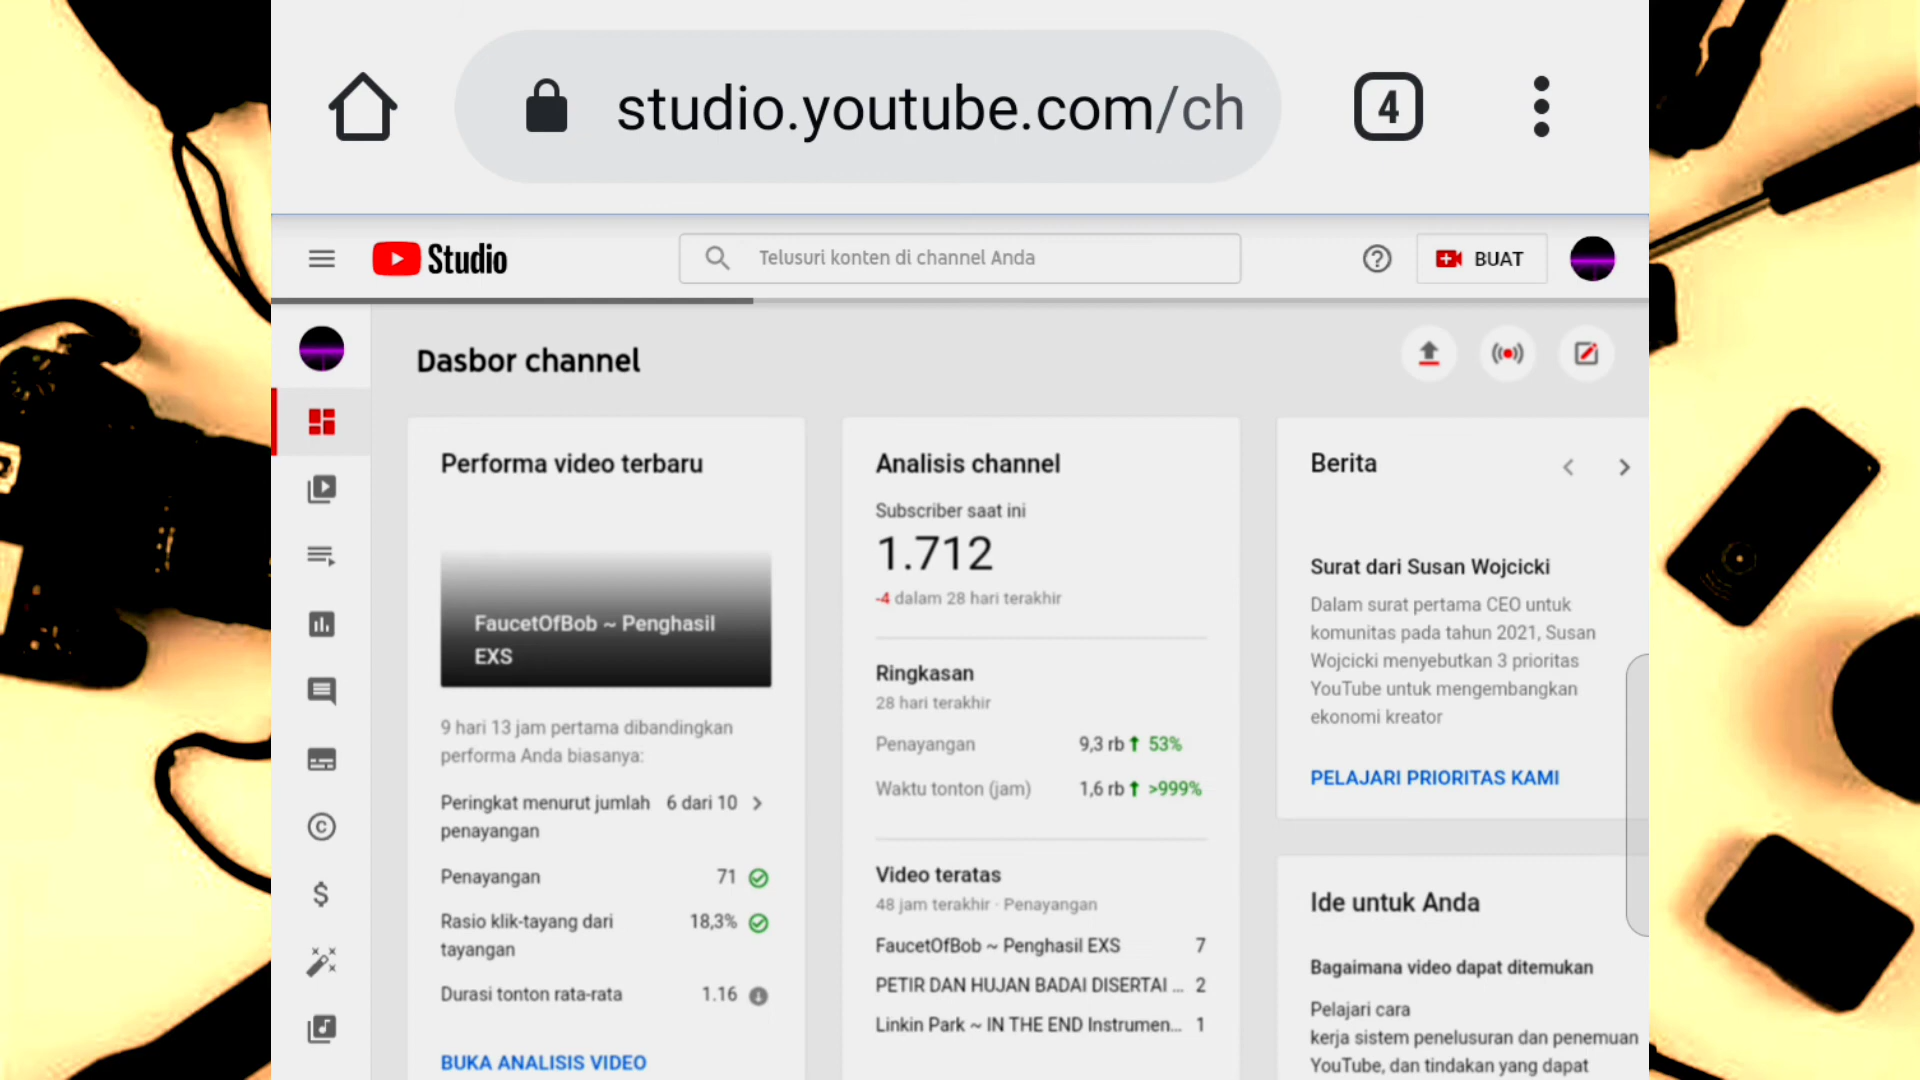 studio.youtube.com/ch
4
Studio
Telusuri konten di channel Anda
BUAT
Dasbor channel
Performa video terbaru
FaucetOfBob ~ Penghasil
EXS
9 hari 13 jam pertama dibandingkan
performa Anda biasanya:
Peringkat menurut jumlah 6 dari 10
penayangan
Penayangan 71
Rasio klik-tayang dari 18,3%
tayangan
Durasi tonton rata-rata 1.16
BUKA ANALISIS VIDEO
Analisis channel
Subscriber saat ini
1.712
-4 dalam 28 hari terakhir
Ringkasan
28 hari terakhir
Penayangan 9,3 rb 53%
Waktu tonton (jam) 1,6 rb >999%
Video teratas
48 jam terakhir · Penayangan
FaucetOfBob ~ Penghasil EXS 7
PETIR DAN HUJAN BADAI DISERTAI ... 2
Linkin Park ~ IN THE END Instrumen... 1
Berita
Surat dari Susan Wojcicki
Dalam surat pertama CEO untuk
komunitas pada tahun 2021, Susan
Wojcicki menyebutkan 3 prioritas
YouTube untuk mengembangkan
ekonomi kreator
PELAJARI PRIORITAS KAMI
Ide untuk Anda
Bagaimana video dapat ditemukan
Pelajari cara
kerja sistem penelusuran dan penemuan
YouTube, dan tindakan yang dapat